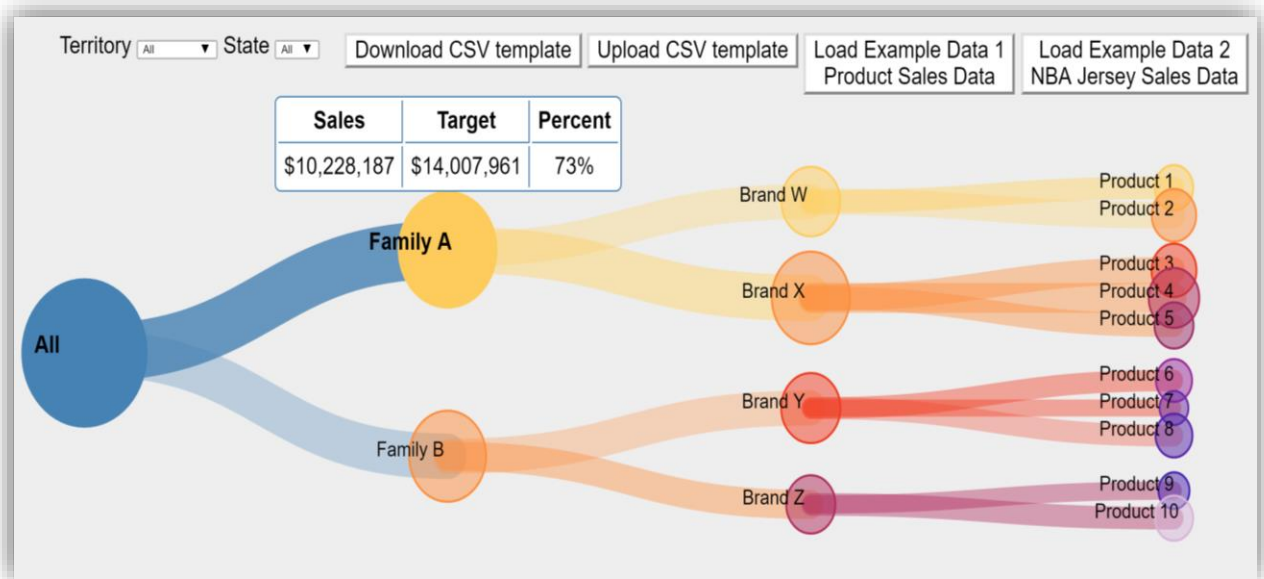 Territory All State All Download CSV template Upload CSV template Load Example Data 1 Load Example Data 2
Product Sales Data NBA Jersey Sales Data
Sales Target Percent
$10,228,187 $14,007,961 73%
Product 1
Brand W
Product 2
Family A
Product 3
Brand X Product 4
Product 5
All
Product 6
Brand Y Product 7
Product 8
Family B
Product 9
Brand Z
Product 10